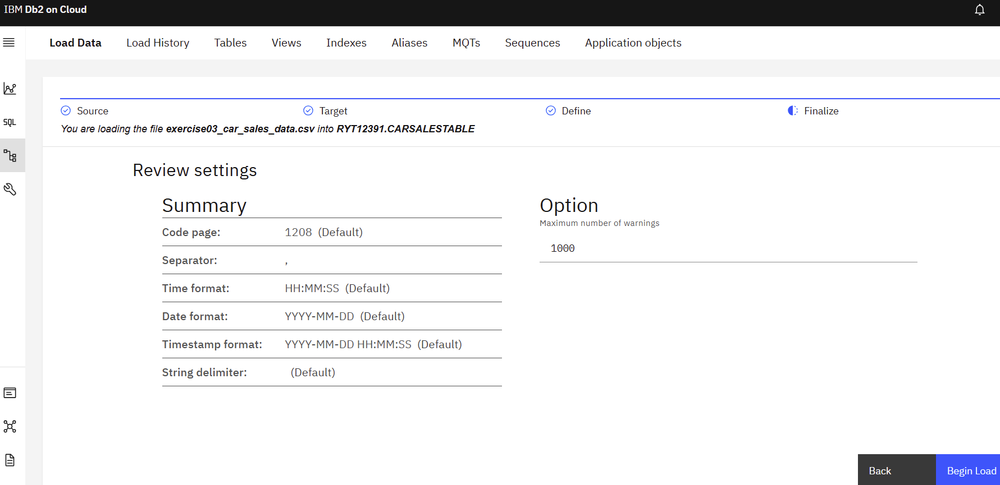 IBM Db2 on Cloud
Load Data Load History Tables Views Indexes Aliases MQTs Sequences Application objects
Source Target Define Finalize
You are loading the file exercise03_car_sales_data.csv into RYT12391.CARSALESTABLE
SQL
Review settings
Summary
Code page: 1208 (Default)
Separator: ,
Time format: HH:MM:SS (Default)
Date format: YYYY-MM-DD (Default)
Timestamp format: YYYY-MM-DD HH:MM:SS (Default)
String delimiter: (Default)
Option
Maximum number of warnings
1000
Back Begin Load